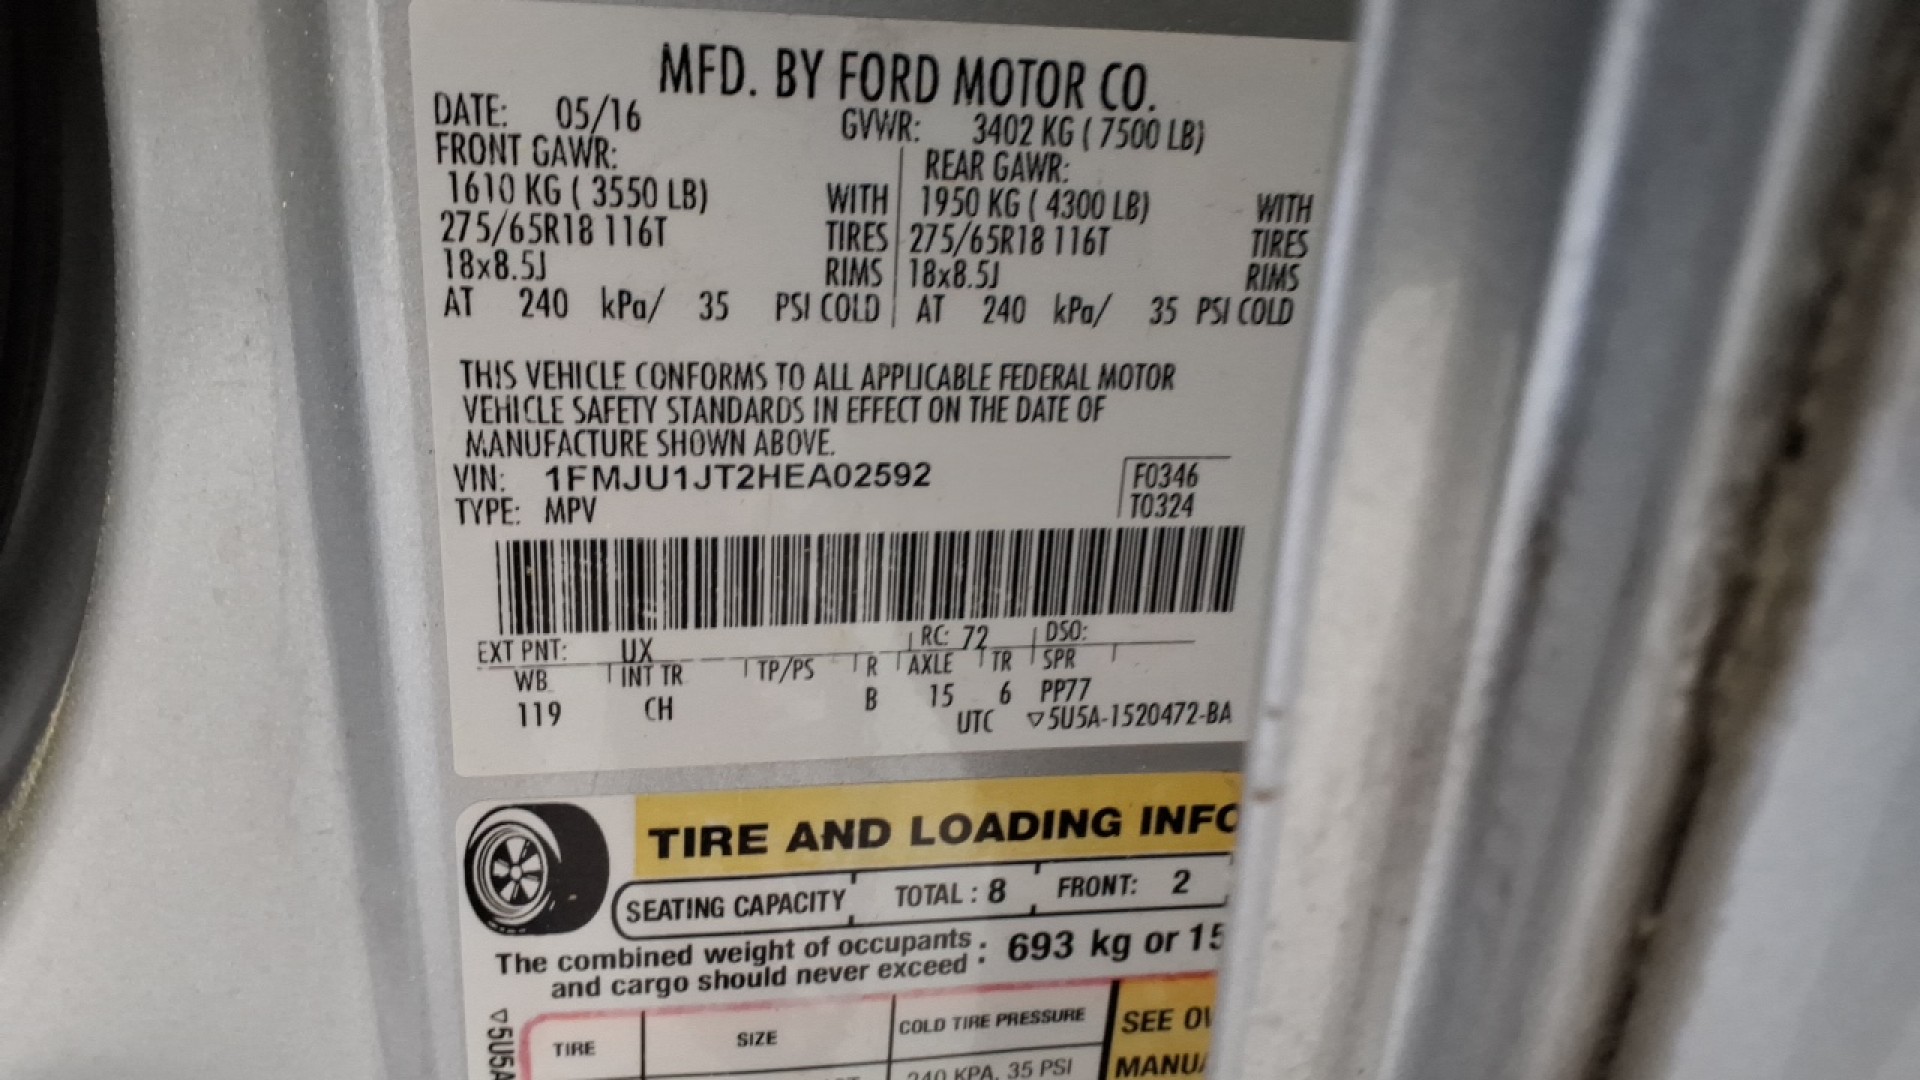 MFD. BY FORD MOTOR CO.
DATE: 05/16 GVWR: 3402 KG ( 7500 LB)
FRONT GAWR: REAR GAWR:
1610 KG ( 3550 LB) WITH 1950 KG ( 4300 LB) WITH
275/65R18 116T TIRES 275/65R18 116T TIRES
18x8.5J RIMS 18x8.5J RIMS
AT 240 kPa/ 35 PSI COLD AT 240 kPa/ 35 PSI COLD
THIS VEHICLE CONFORMS TO ALL APPLICABLE FEDERAL MOTOR
VEHICLE SAFETY STANDARDS IN EFFECT ON THE DATE OF
MANUFACTURE SHOWN ABOVE.
VIN: 1FMJU1JT2HEA02592 F0346
TYPE: MPV T0324
EXT PNT: UX RC: 72 DSO:
WB INT TR TP/PS R AXLE TR SPR
119 CH B 15 6 PP77
UTC ▽5U5A-1520472-BA
TIRE AND LOADING INFO
SEATING CAPACITY TOTAL : 8 FRONT: 2
The combined weight of occupants : 693 kg or 15
and cargo should never exceed :
▽5U5A
TIRE SIZE COLD TIRE PRESSURE SEE OW
240 KPA, 35 PSI MANUA